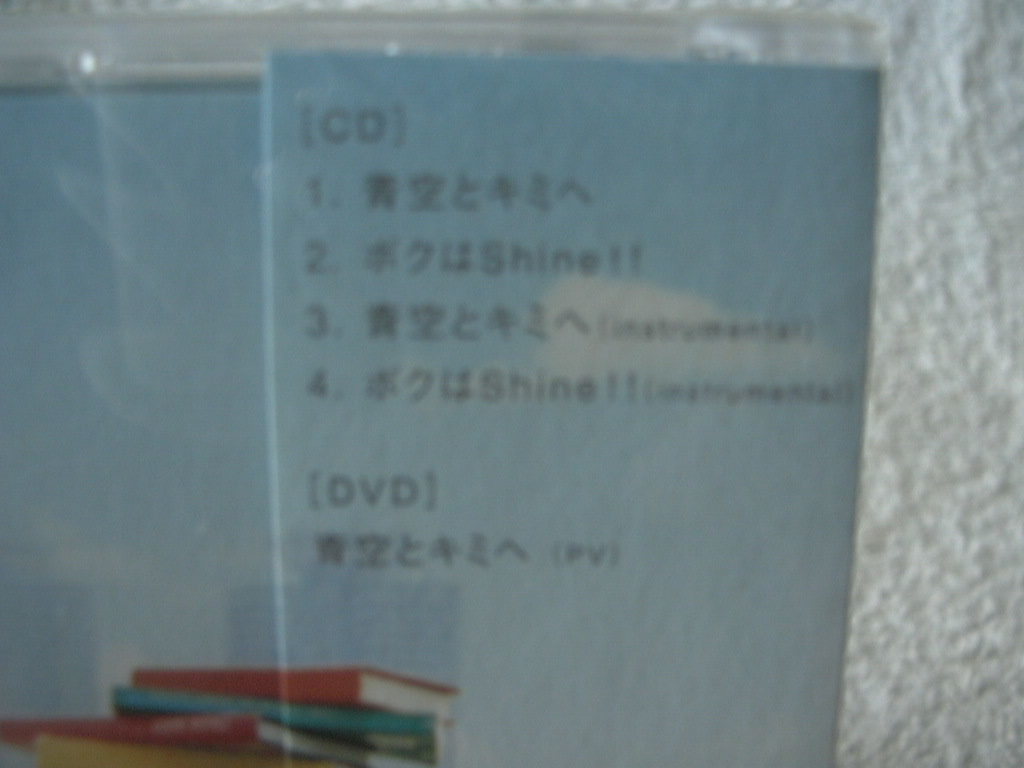 [CD]
1. 青空とキミへ
2. ボクはShine!!
3. 青空とキミへ(instrumental)
4. ボクはShine!!(instrumental)
[DVD]
青空とキミへ (PV)